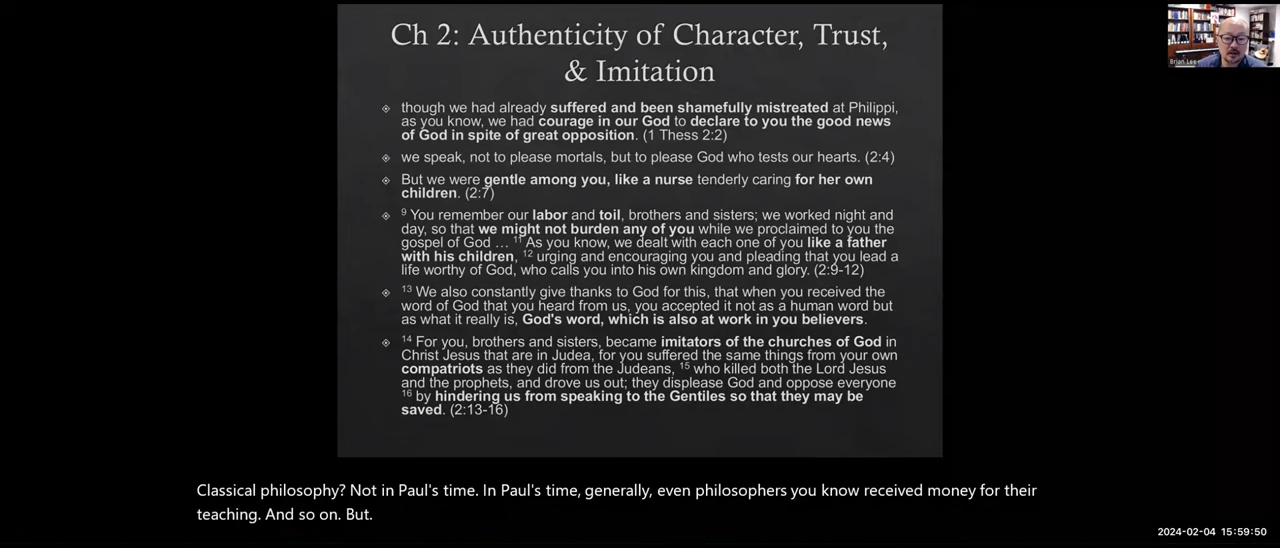 Ch 2: Authenticity of Character, Trust,
& Imitation
though we had already suffered and been shamefully mistreated at Philippi,
as you know, we had courage in our God to declare to you the good news
of God in spite of great opposition. (1 Thess 2:2)
we speak, not to please mortals, but to please God who tests our hearts. (2:4)
But we were gentle among you, like a nurse tenderly caring for her own
children. (2:7)
9 You remember our labor and toil, brothers and sisters; we worked night and
day, so that we might not burden any of you while we proclaimed to you the
gospel of God ... 11 As you know, we dealt with each one of you like a father
with his children, 12 urging and encouraging you and pleading that you lead a
life worthy of God, who calls you into his own kingdom and glory. (2:9-12)
13 We also constantly give thanks to God for this, that when you received the
word of God that you heard from us, you accepted it not as a human word but
as what it really is, God's word, which is also at work in you believers.
14 For you, brothers and sisters, became imitators of the churches of God in
Christ Jesus that are in Judea, for you suffered the same things from your own
compatriots as they did from the Judeans, 15 who killed both the Lord Jesus
and the prophets, and drove us out; they displease God and oppose everyone
16 by hindering us from speaking to the Gentiles so that they may be
saved. (2:13-16)
Brian Lee
Classical philosophy? Not in Paul's time. In Paul's time, generally, even philosophers you know received money for their
teaching. And so on. But.
2024-02-04 15:59:50